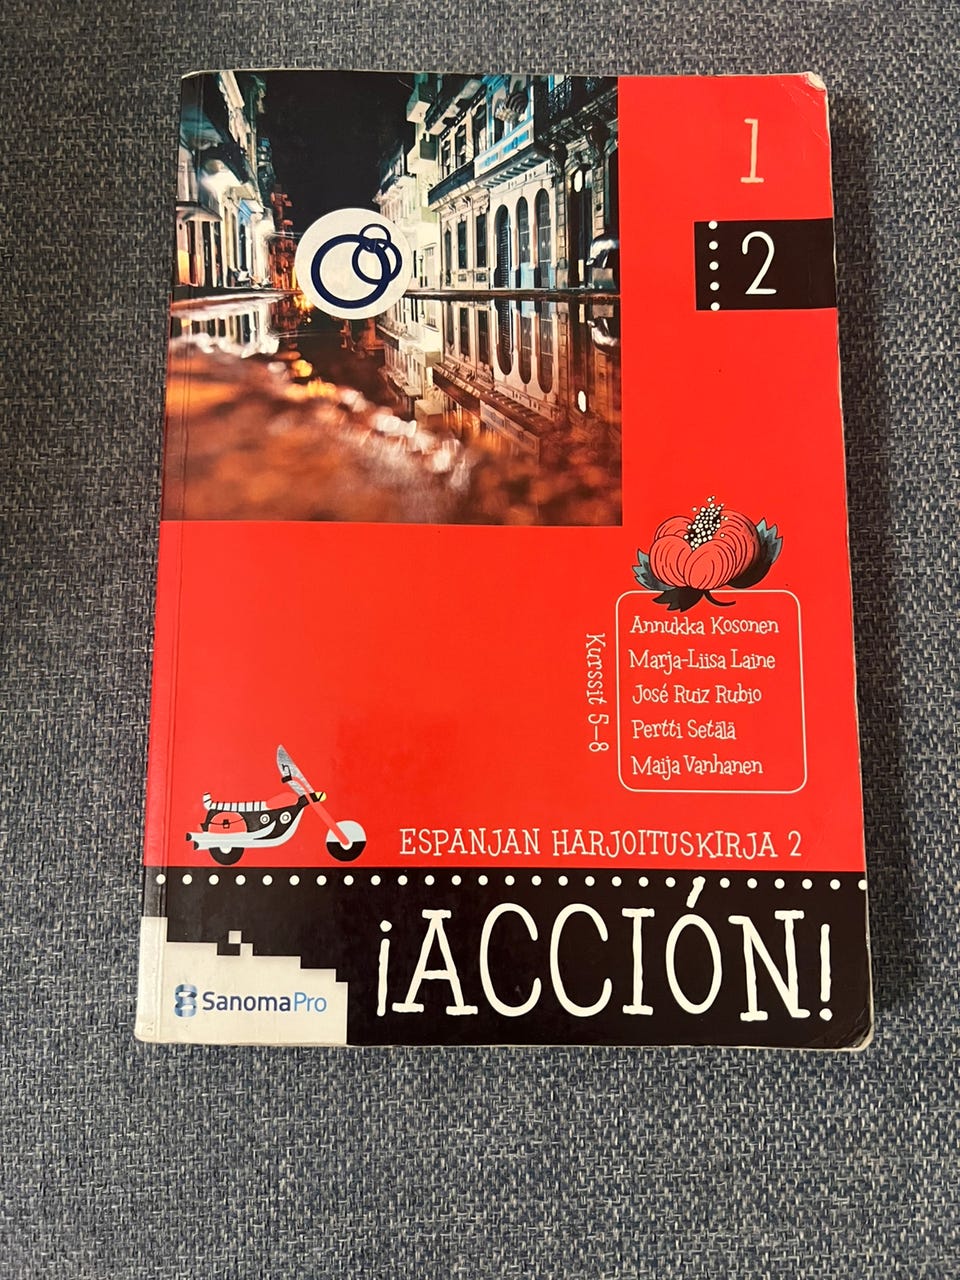 1
2
Annukka Kosonen
Marja-Liisa Laine
José Ruiz Rubio
Pertti Setälä
Maija Vanhanen
Kurssit 5–8
ESPANJAN HARJOITUSKIRJA 2
¡ACCIÓN!
SanomaPro